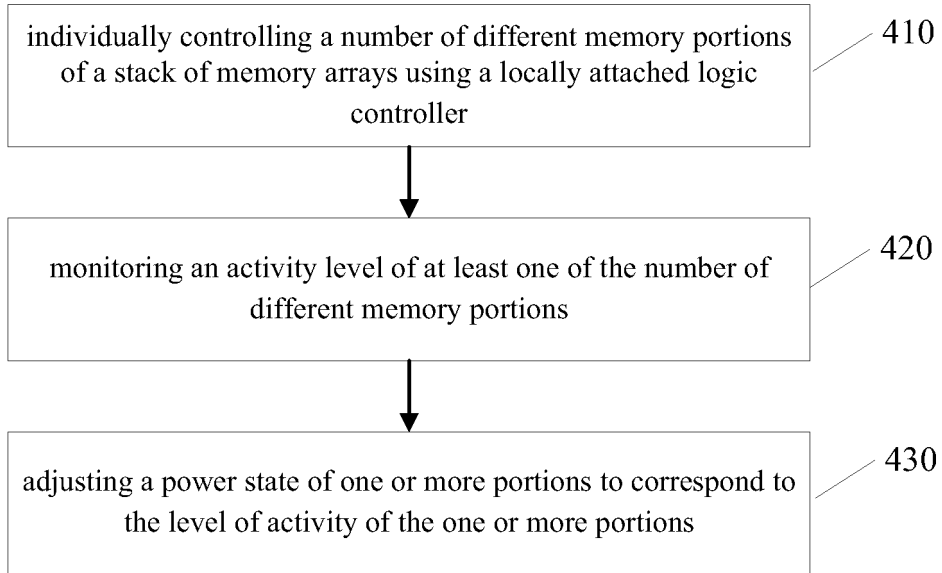 individually controlling a number of different memory portions
of a stack of memory arrays using a locally attached logic
controller
410
monitoring an activity level of at least one of the number of
different memory portions
420
adjusting a power state of one or more portions to correspond to
the level of activity of the one or more portions
430